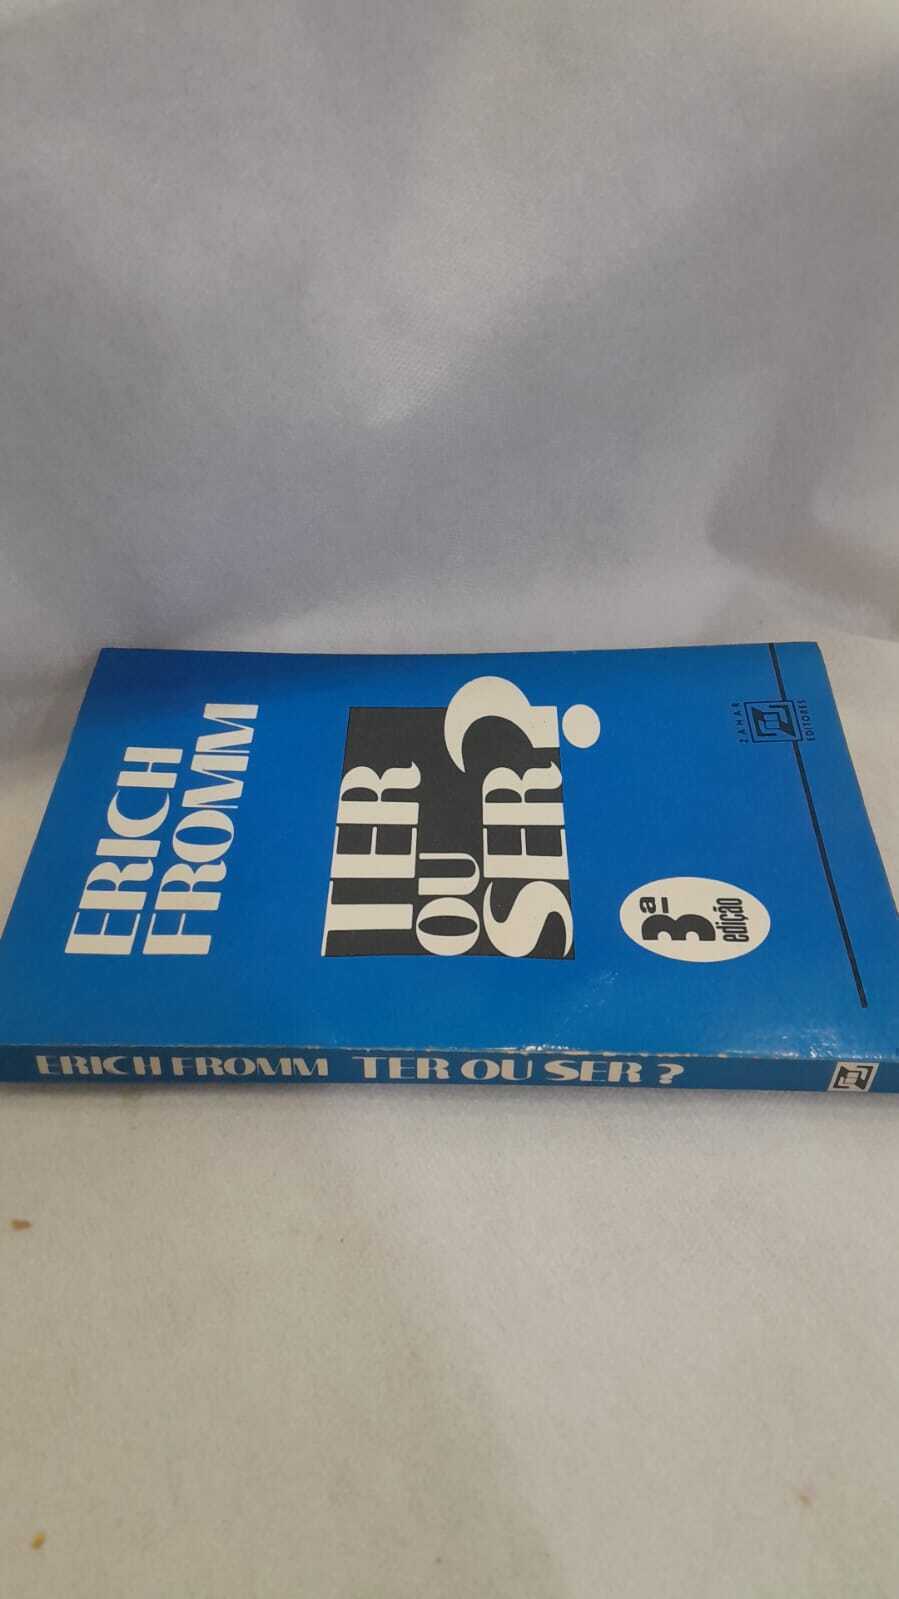 ERICH
FROMM
TER
OU
SER?
3ª
edição
ZAHAR
EDITORES
ERICH FROMM TER OU SER ?